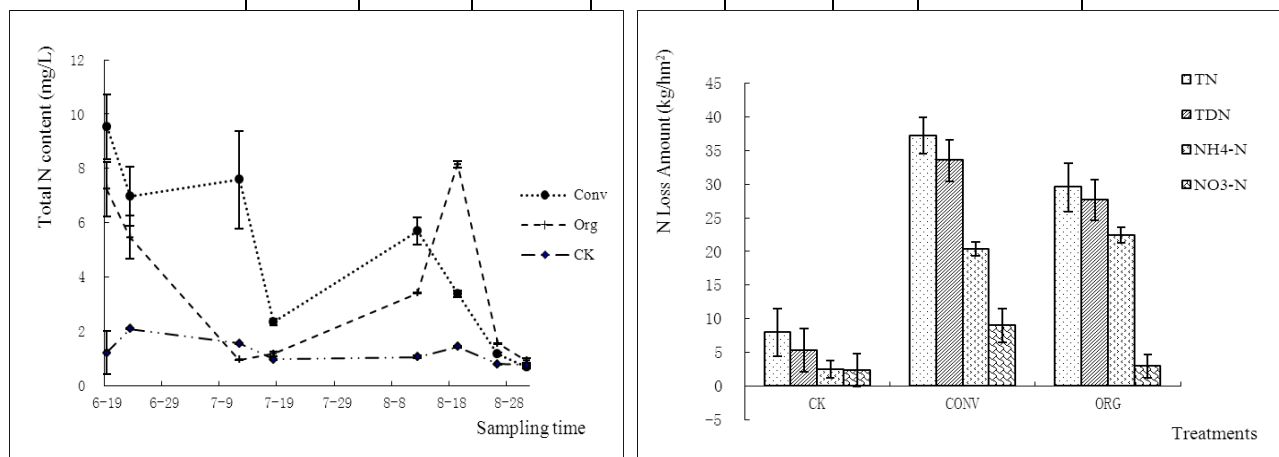 Total N content (mg/L)
12
10
8
6
4
2
0
6-19 6-29 7-9 7-19 7-29 8-8 8-18 8-28
Sampling time
Conv
Org
CK
N Loss Amount (kg/hm²)
45
40
35
30
25
20
15
10
5
0
-5
CK CONV ORG
Treatments
TN
TDN
NH4-N
NO3-N